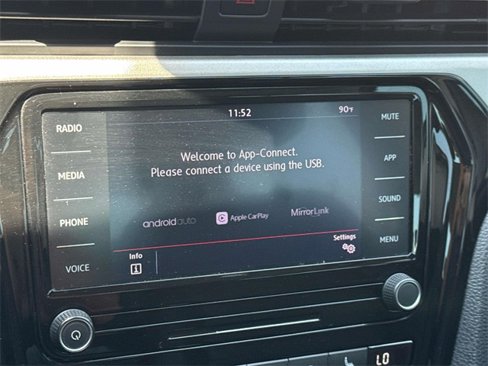 11:52
90°F
RADIO
MEDIA
PHONE
VOICE
MUTE
APP
SOUND
MENU
Welcome to App-Connect.
Please connect a device using the USB.
androidauto
Apple CarPlay
MirrorLink
Info
Settings
LO